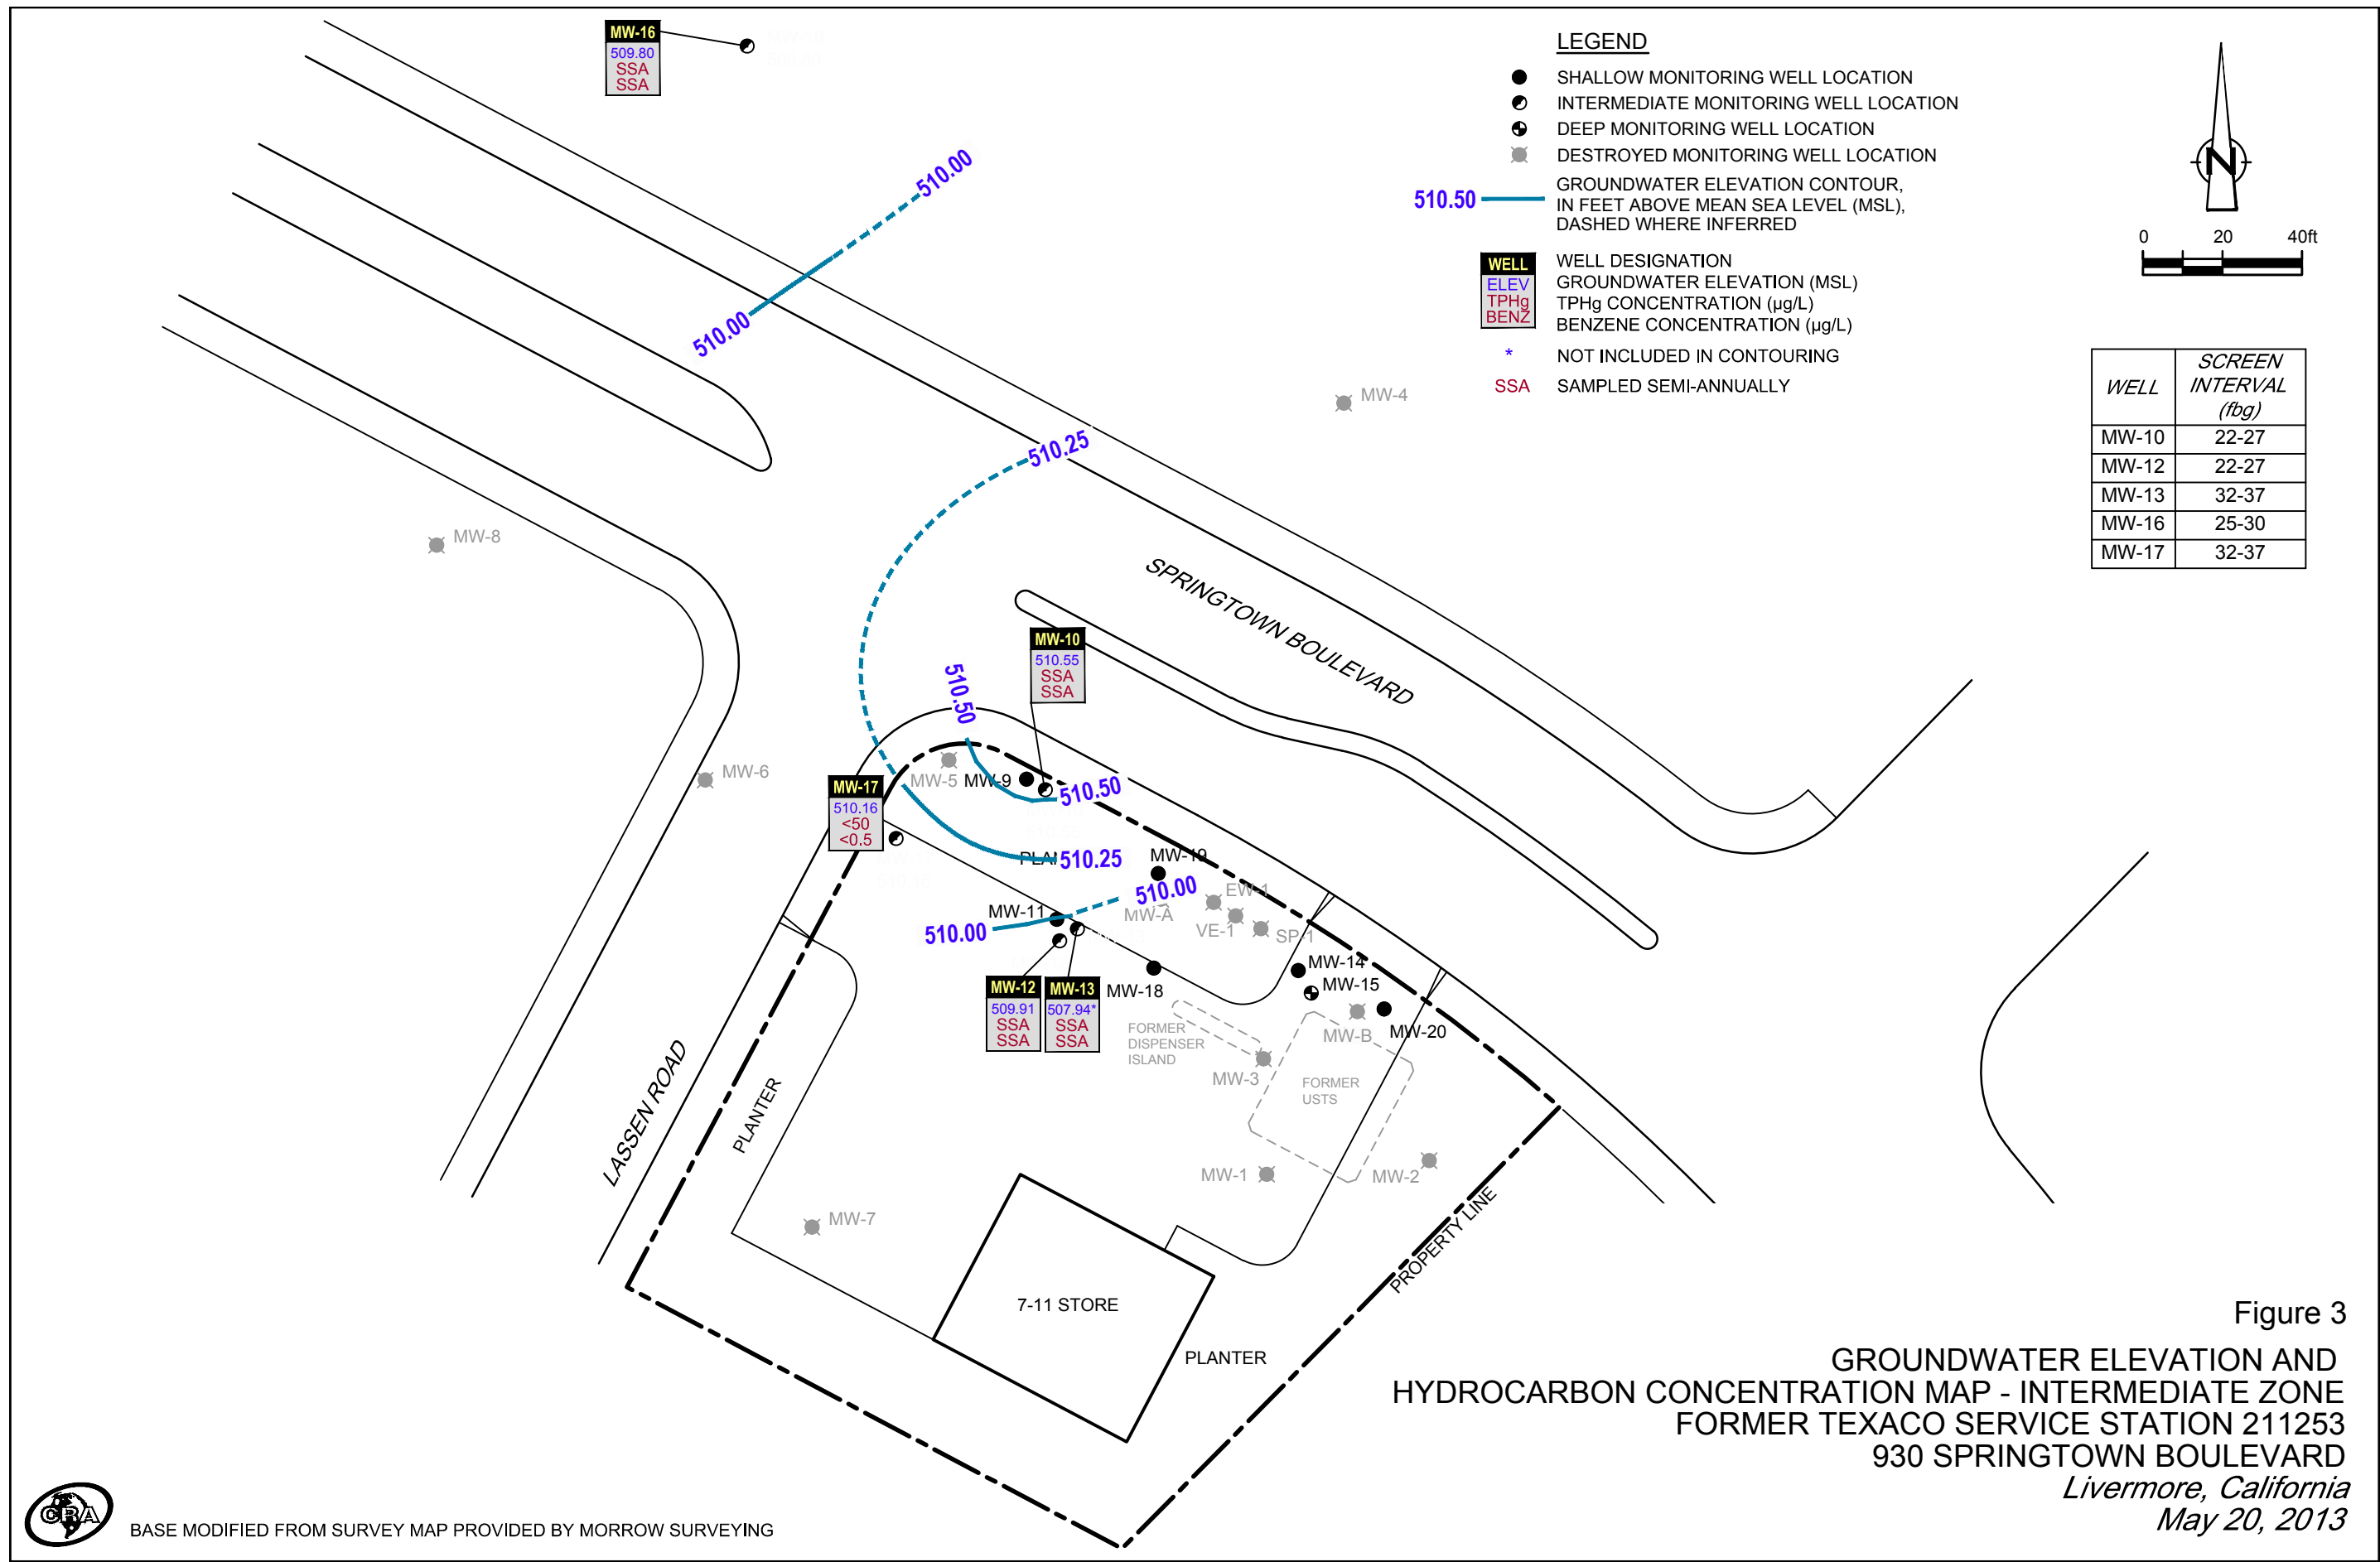 MW-16
509.80
SSA
SSA
LEGEND
SHALLOW MONITORING WELL LOCATION
INTERMEDIATE MONITORING WELL LOCATION
DEEP MONITORING WELL LOCATION
DESTROYED MONITORING WELL LOCATION
510.50
GROUNDWATER ELEVATION CONTOUR,
IN FEET ABOVE MEAN SEA LEVEL (MSL),
DASHED WHERE INFERRED
WELL
ELEV
TPHg
BENZ
WELL DESIGNATION
GROUNDWATER ELEVATION (MSL)
TPHg CONCENTRATION (µg/L)
BENZENE CONCENTRATION (µg/L)
* NOT INCLUDED IN CONTOURING
SSA SAMPLED SEMI-ANNUALLY
N
0 20 40ft
WELL SCREEN INTERVAL (fbg)
MW-10 22-27
MW-12 22-27
MW-13 32-37
MW-16 25-30
MW-17 32-37
510.00
510.00
MW-4
510.25
MW-8
SPRINGTOWN BOULEVARD
MW-10
510.55
SSA
SSA
510.50
MW-6
MW-5
MW-9
510.50
MW-17
510.16
<50
<0.5
PLAN
510.25
MW-19
510.00
EW-1
MW-A
MW-11
510.00
VE-1
SP-1
MW-14
MW-15
MW-12
509.91
SSA
SSA
MW-13
507.94*
SSA
SSA
MW-18
MW-B
MW-20
FORMER
DISPENSER
ISLAND
MW-3
FORMER
USTS
LASSEN ROAD
PLANTER
MW-1
MW-2
MW-7
PROPERTY LINE
7-11 STORE
PLANTER
Figure 3
GROUNDWATER ELEVATION AND
HYDROCARBON CONCENTRATION MAP - INTERMEDIATE ZONE
FORMER TEXACO SERVICE STATION 211253
930 SPRINGTOWN BOULEVARD
Livermore, California
May 20, 2013
CRA
BASE MODIFIED FROM SURVEY MAP PROVIDED BY MORROW SURVEYING